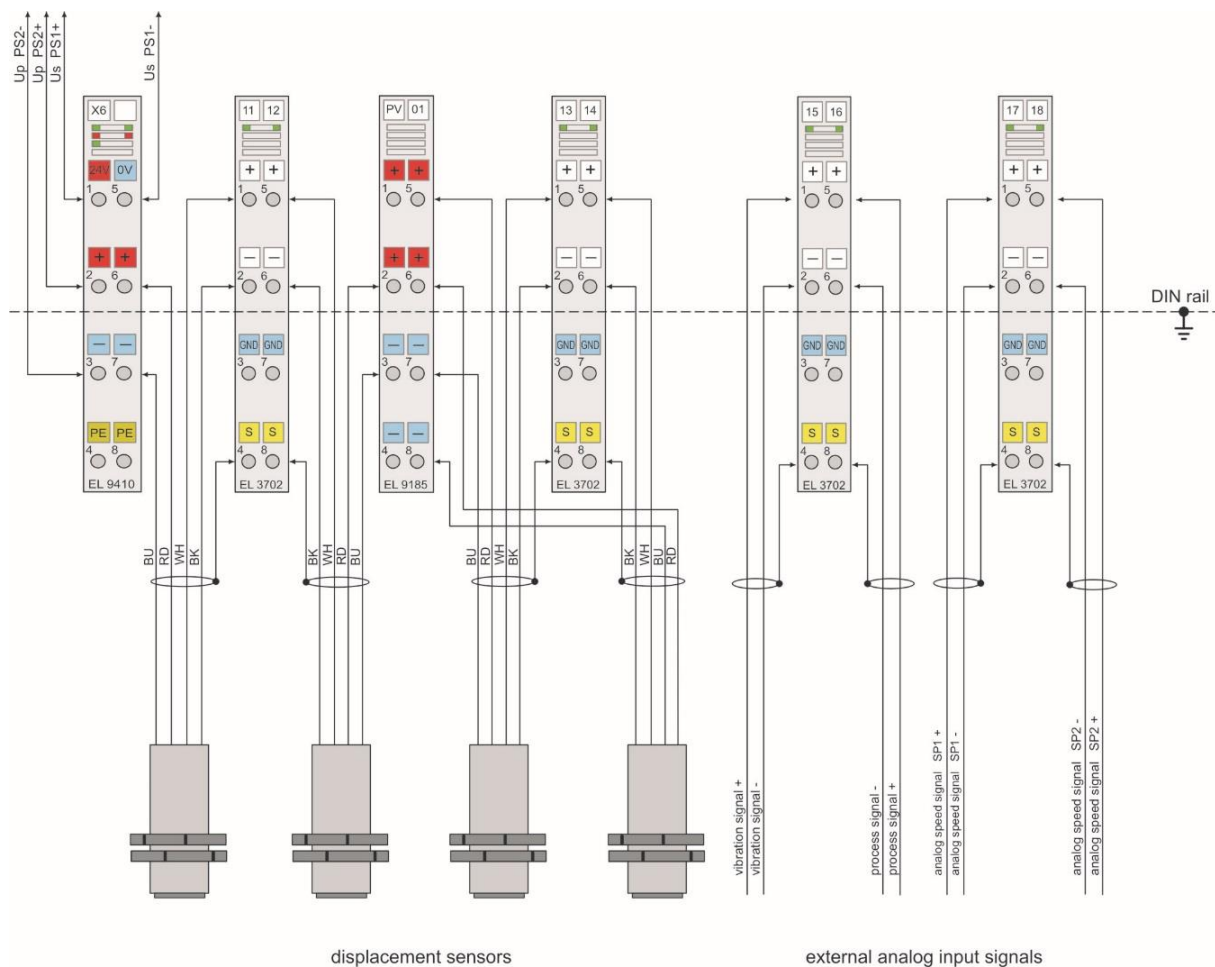 Up PS2-
Up PS2+
Us PS1+
Us PS1-
X6
11 12
PV 01
13 14
15 16
17 18
24V 0V
+ +
+ +
+ +
+ +
+ +
1 5
1 5
1 5
1 5
1 5
1 5
+ +
– –
+ +
– –
– –
– –
2 6
2 6
2 6
2 6
2 6
2 6
DIN rail
– –
GND GND
– –
GND GND
GND GND
GND GND
3 7
3 7
3 7
3 7
3 7
3 7
PE PE
S S
– –
S S
S S
S S
4 8
4 8
4 8
4 8
4 8
4 8
EL 9410
EL 3702
EL 9185
EL 3702
EL 3702
EL 3702
BU
RD
WH
BK
BK
WH
RD
BU
BU
RD
WH
BK
BK
WH
BU
RD
vibration signal +
vibration signal -
process signal -
process signal +
analog speed signal SP1 +
analog speed signal SP1 -
analog speed signal SP2 -
analog speed signal SP2 +
displacement sensors
external analog input signals